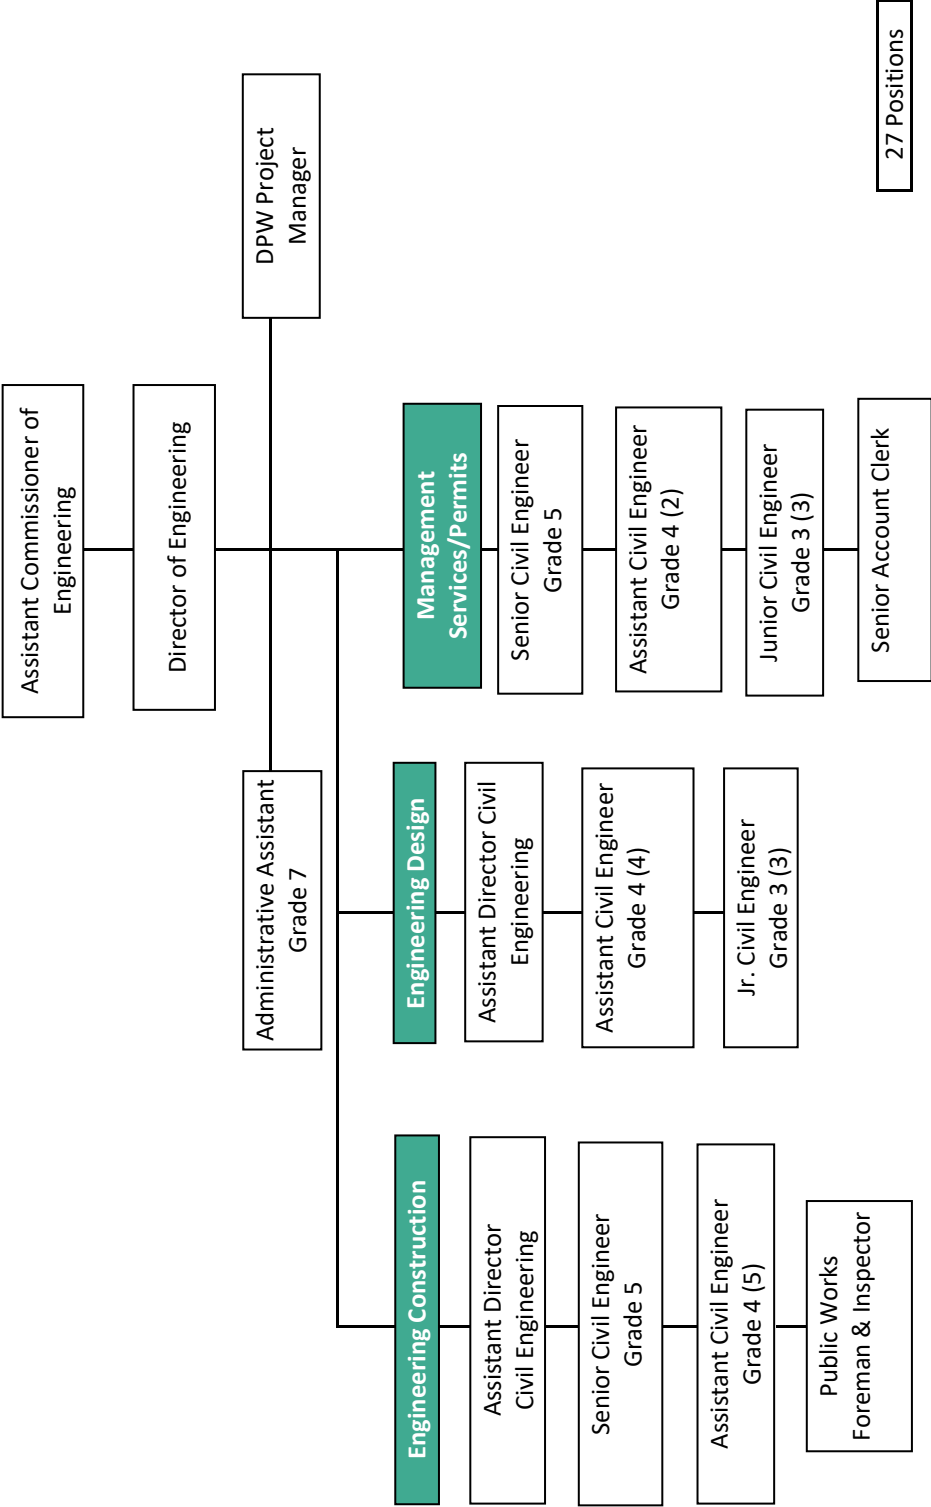 Assistant Commissioner of
Engineering
Director of Engineering
Administrative Assistant
Grade 7
DPW Project
Manager
Engineering Construction
Assistant Director
Civil Engineering
Senior Civil Engineer
Grade 5
Assistant Civil Engineer
Grade 4 (5)
Public Works
Foreman & Inspector
Engineering Design
Assistant Director Civil
Engineering
Assistant Civil Engineer
Grade 4 (4)
Jr. Civil Engineer
Grade 3 (3)
Management
Services/Permits
Senior Civil Engineer
Grade 5
Assistant Civil Engineer
Grade 4 (2)
Junior Civil Engineer
Grade 3 (3)
Senior Account Clerk
27 Positions